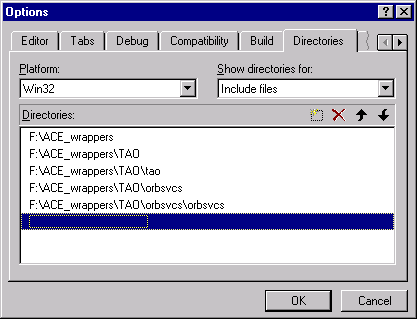 Options
Editor Tabs Debug Compatibility Build Directories
Platform: Show directories for:
Win32 Include files
Directories:
F:\ACE_wrappers
F:\ACE_wrappers\TAO
F:\ACE_wrappers\TAO\tao
F:\ACE_wrappers\TAO\orbsvcs
F:\ACE_wrappers\TAO\orbsvcs\orbsvcs
OK Cancel